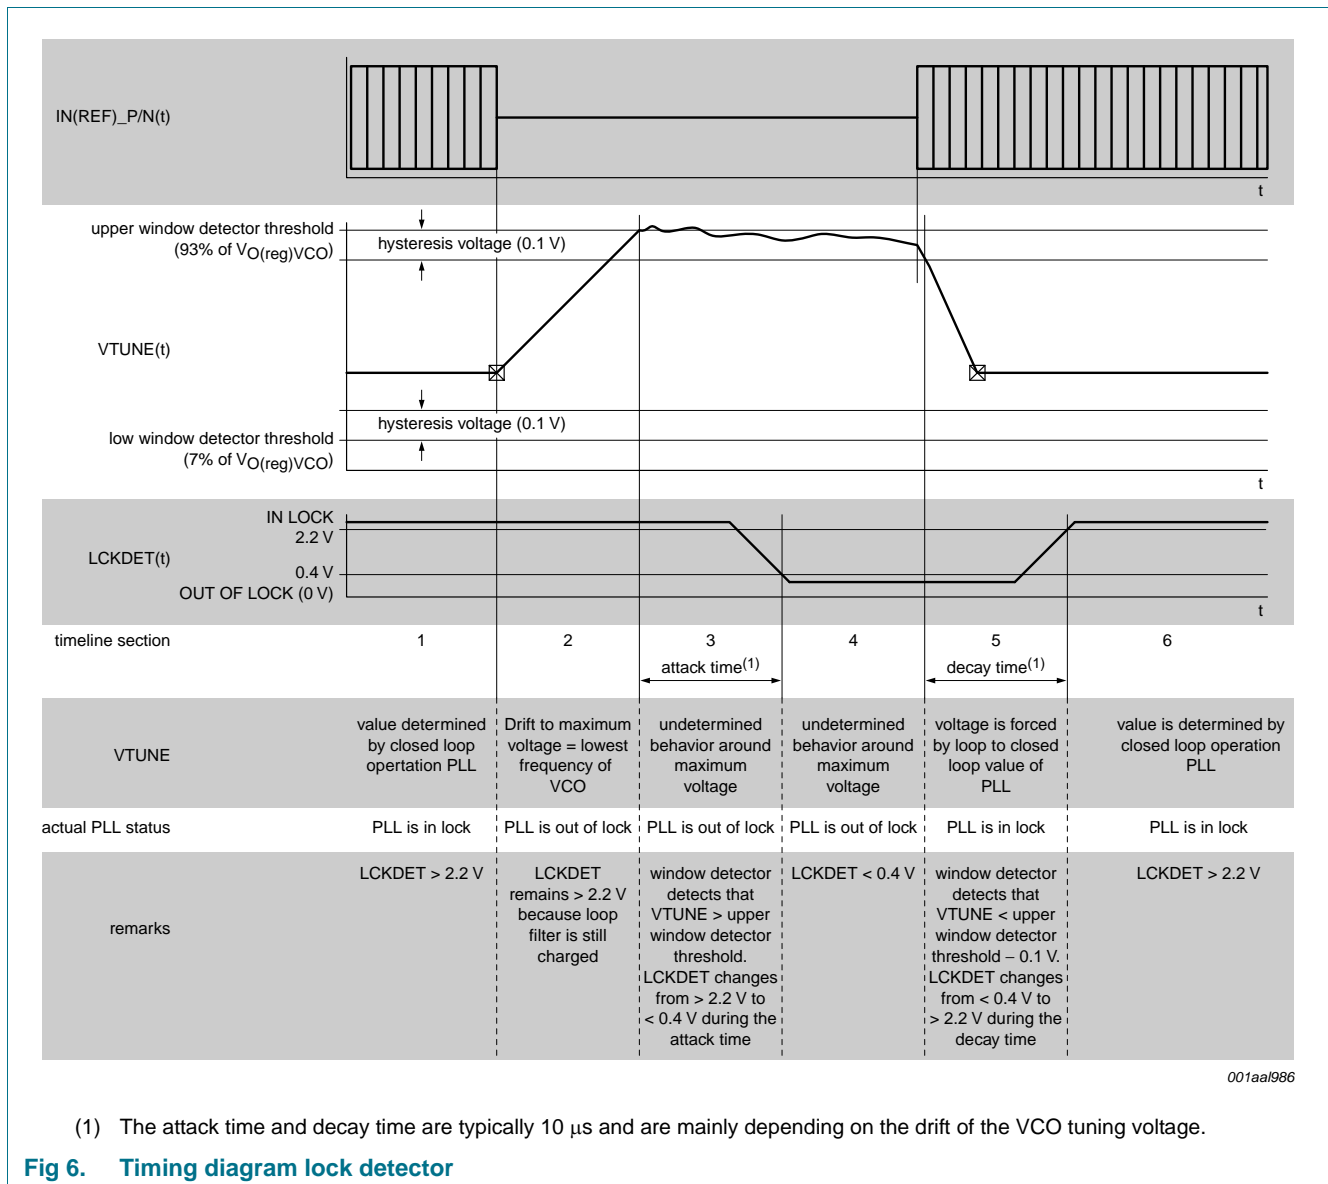 IN(REF)_P/N(t)
t
upper window detector threshold
(93% of VO(reg)VCO)
hysteresis voltage (0.1 V)
VTUNE(t)
hysteresis voltage (0.1 V)
low window detector threshold
(7% of VO(reg)VCO)
t
IN LOCK
2.2 V
LCKDET(t)
0.4 V
OUT OF LOCK (0 V)
t
timeline section 1 2 3 4 5 6
attack time(1) decay time(1)
VTUNE
value determined
by closed loop
opertation PLL
Drift to maximum
voltage = lowest
frequency of
VCO
undetermined
behavior around
maximum
voltage
undetermined
behavior around
maximum
voltage
voltage is forced
by loop to closed
loop value of
PLL
value is determined by
closed loop operation
PLL
actual PLL status PLL is in lock PLL is out of lock PLL is out of lock PLL is out of lock PLL is in lock PLL is in lock
remarks
LCKDET > 2.2 V
LCKDET
remains > 2.2 V
because loop
filter is still
charged
window detector
detects that
VTUNE > upper
window detector
threshold.
LCKDET changes
from > 2.2 V to
< 0.4 V during the
attack time
LCKDET < 0.4 V
window detector
detects that
VTUNE < upper
window detector
threshold − 0.1 V.
LCKDET changes
from < 0.4 V to
> 2.2 V during the
decay time
LCKDET > 2.2 V
001aal986
(1) The attack time and decay time are typically 10 μs and are mainly depending on the drift of the VCO tuning voltage.
Fig 6. Timing diagram lock detector